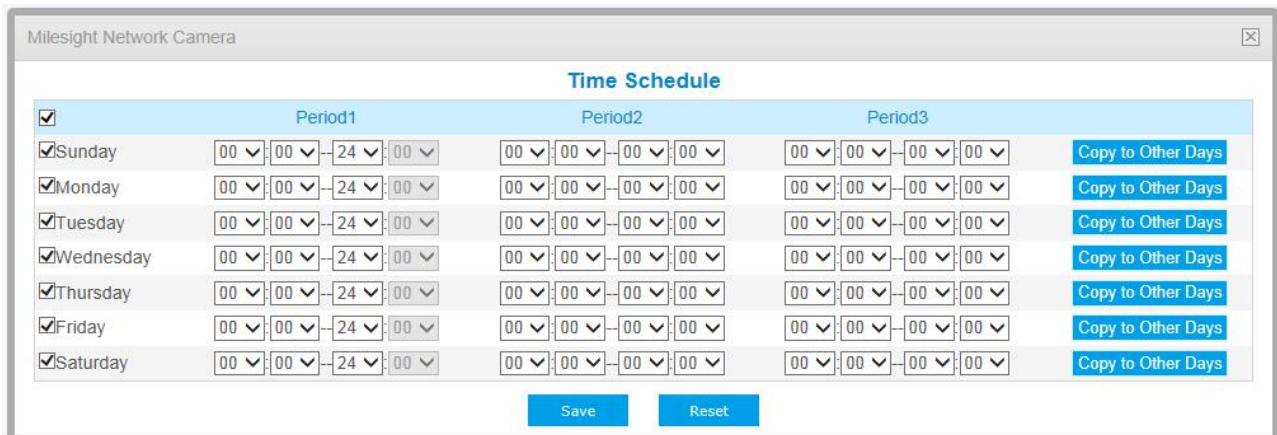 Milesight Network Camera
Time Schedule
Period1 Period2 Period3
Sunday 00:00--24:00 00:00--00:00 00:00--00:00 Copy to Other Days
Monday 00:00--24:00 00:00--00:00 00:00--00:00 Copy to Other Days
Tuesday 00:00--24:00 00:00--00:00 00:00--00:00 Copy to Other Days
Wednesday 00:00--24:00 00:00--00:00 00:00--00:00 Copy to Other Days
Thursday 00:00--24:00 00:00--00:00 00:00--00:00 Copy to Other Days
Friday 00:00--24:00 00:00--00:00 00:00--00:00 Copy to Other Days
Saturday 00:00--24:00 00:00--00:00 00:00--00:00 Copy to Other Days
Save Reset